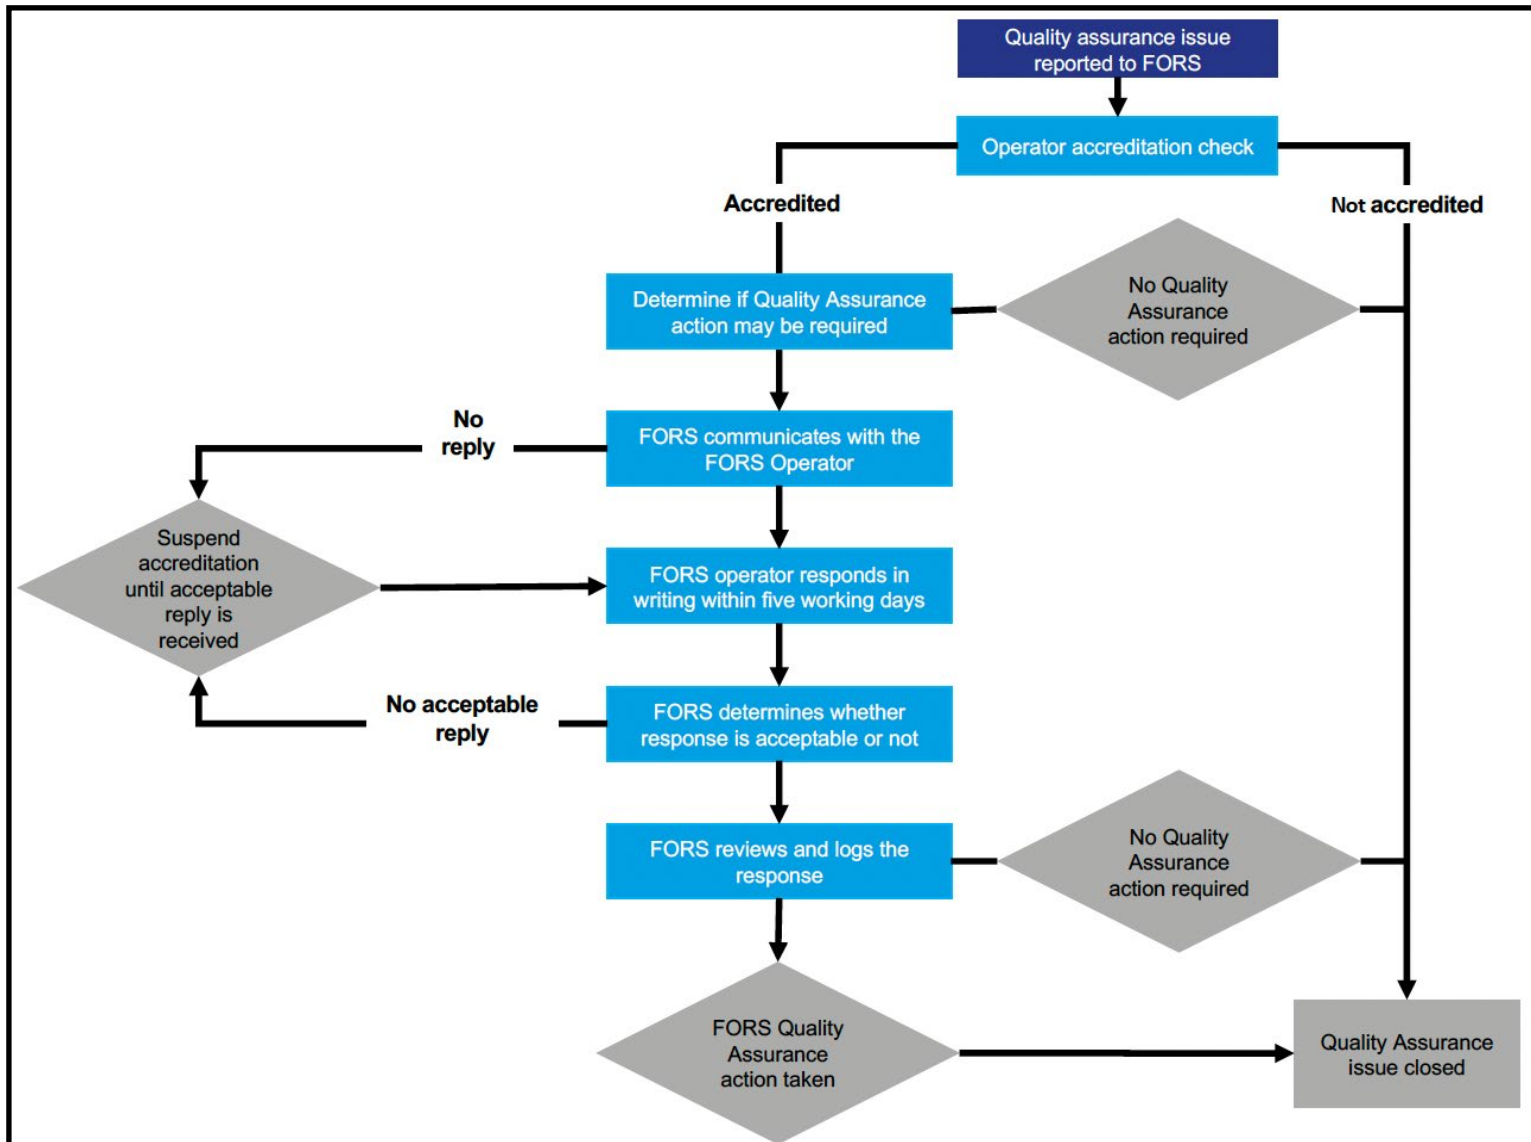 Quality assurance issue
reported to FORS
Operator accreditation check
Accredited
Not accredited
Determine if Quality Assurance
action may be required
No Quality
Assurance
action required
No
reply
FORS communicates with the
FORS Operator
Suspend
accreditation
until acceptable
reply is
received
FORS operator responds in
writing within five working days
No acceptable
reply
FORS determines whether
response is acceptable or not
FORS reviews and logs the
response
No Quality
Assurance
action required
FORS Quality
Assurance
action taken
Quality Assurance
issue closed